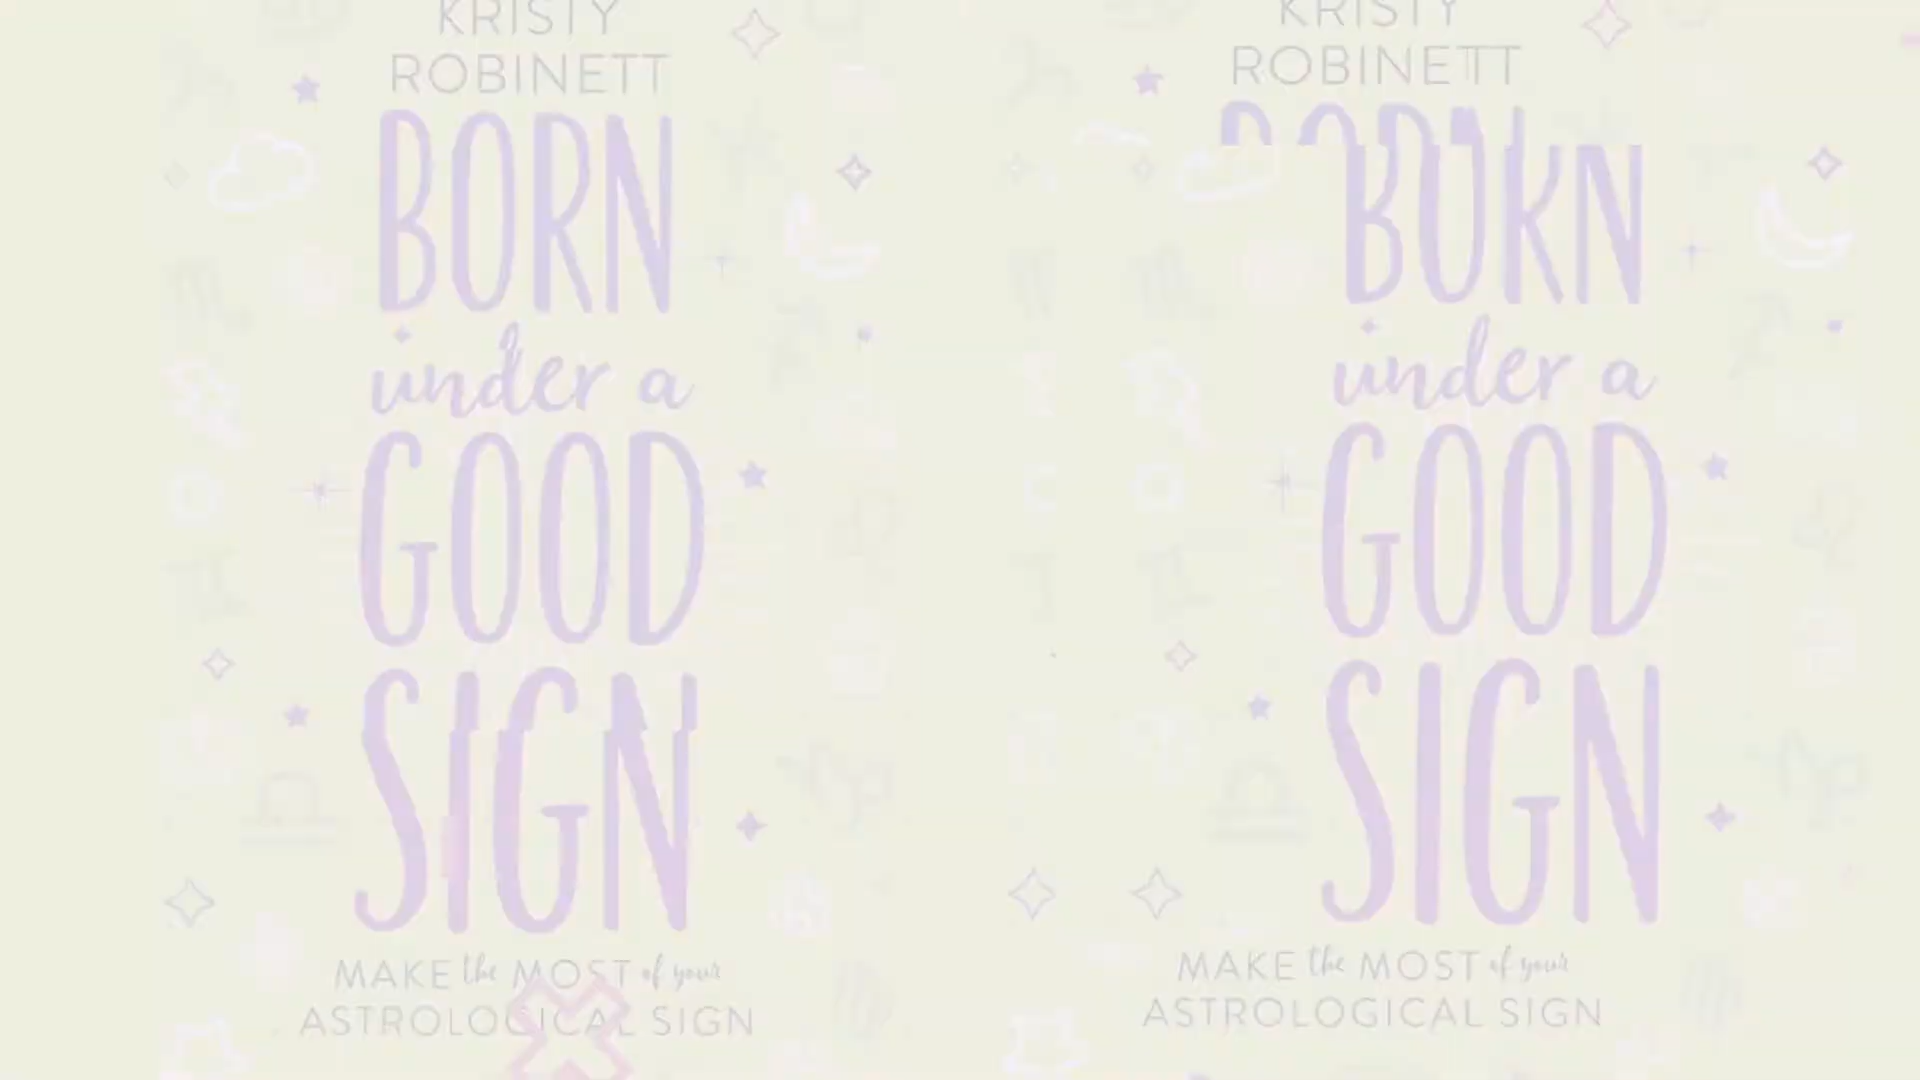 KRISTY
ROBINETT
BORN
under a
GOOD
SIGN
MAKE the MOST of your
ASTROLOGICAL SIGN
KRISTY
ROBINETT
BORN
under a
GOOD
SIGN
MAKE the MOST of your
ASTROLOGICAL SIGN